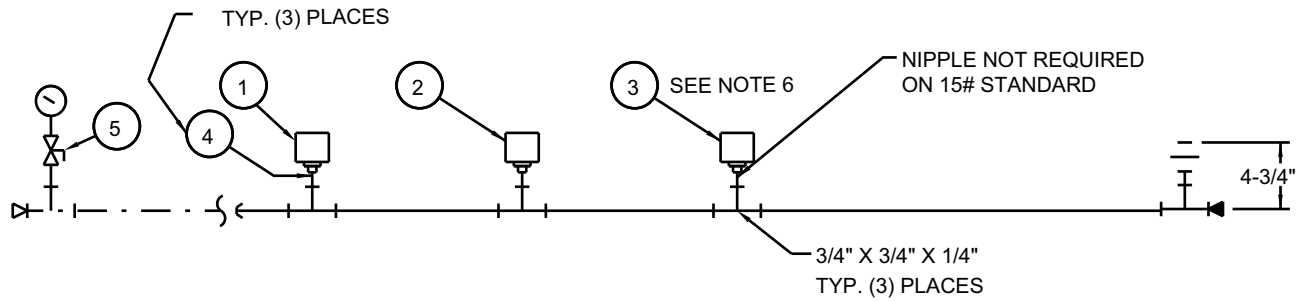 TYP. (3) PLACES
NIPPLE NOT REQUIRED
ON 15# STANDARD
1
2
3
SEE NOTE 6
5
4
4-3/4"
3/4" X 3/4" X 1/4"
TYP. (3) PLACES